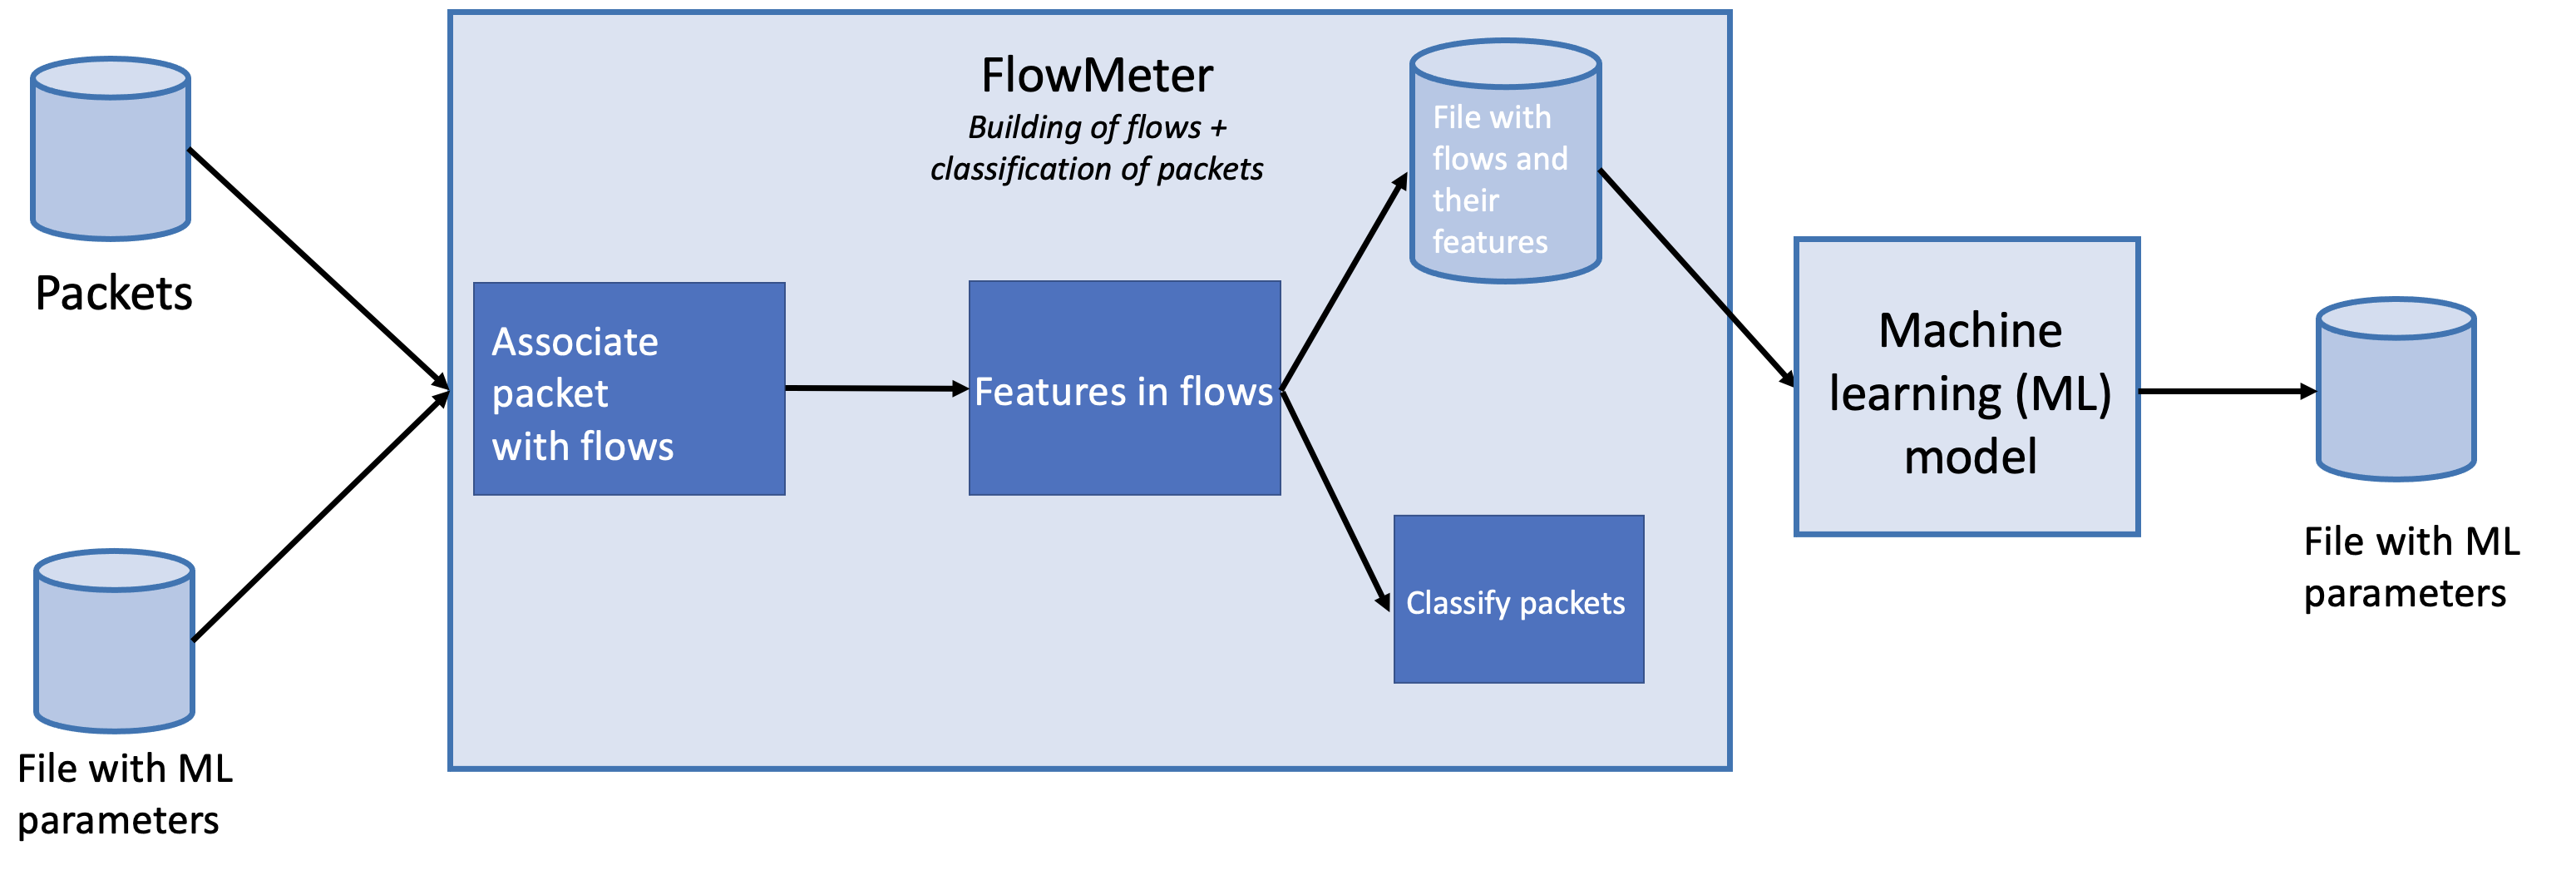 Packets
File with ML
parameters
FlowMeter
Building of flows +
classification of packets
Associate
packet
with flows
Features in flows
File with
flows and
their
features
Classify packets
Machine
learning (ML)
model
File with ML
parameters